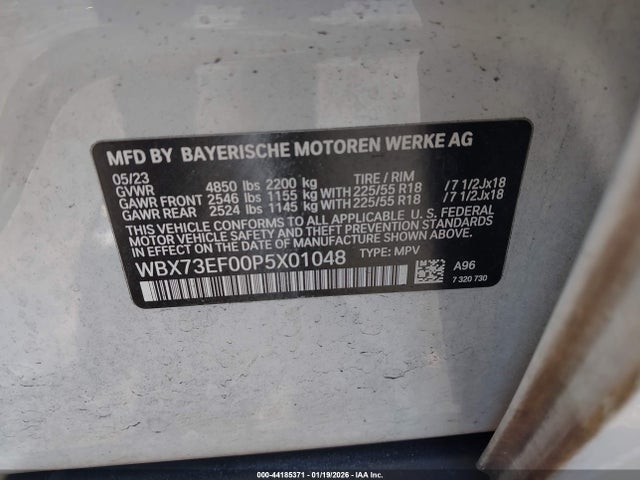 MFD BY BAYERISCHE MOTOREN WERKE AG
05/23 TIRE / RIM
GVWR 4850 lbs 2200 kg
GAWR FRONT 2546 lbs 1155 kg WITH 225/55 R18 /7 1/2Jx18
GAWR REAR 2524 lbs 1145 kg WITH 225/55 R18 /7 1/2Jx18
THIS VEHICLE CONFORMS TO ALL APPLICABLE U. S. FEDERAL
MOTOR VEHICLE SAFETY AND THEFT PREVENTION STANDARDS
IN EFFECT ON THE DATE OF MANUFACTURE SHOWN ABOVE.
WBX73EF00P5X01048 TYPE: MPV
A96
7 320 730
000-44185371 - 01/19/2026 - IAA Inc.